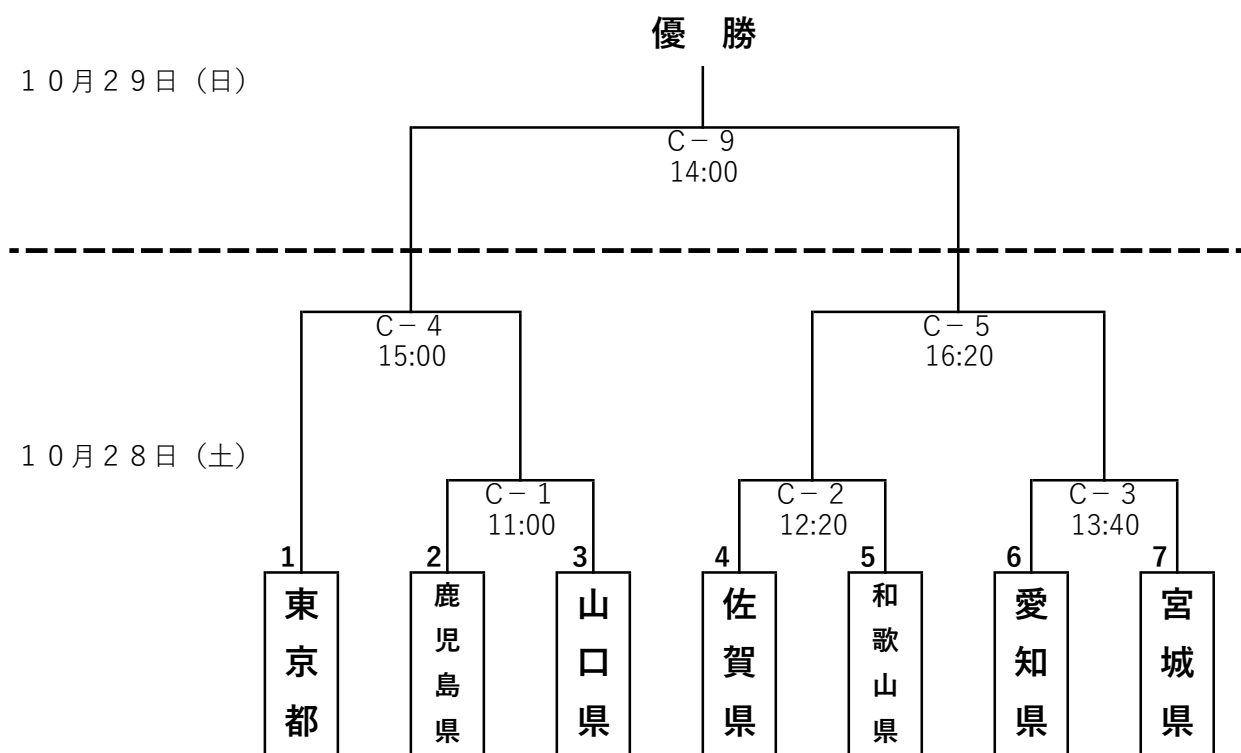 優 勝
10月29日（日）
C－9
14:00
C－4
15:00
C－5
16:20
10月28日（土）
C－1
11:00
C－2
12:20
C－3
13:40
1
2
3
4
5
6
7
東京都
鹿児島県
山口県
佐賀県
和歌山県
愛知県
宮城県